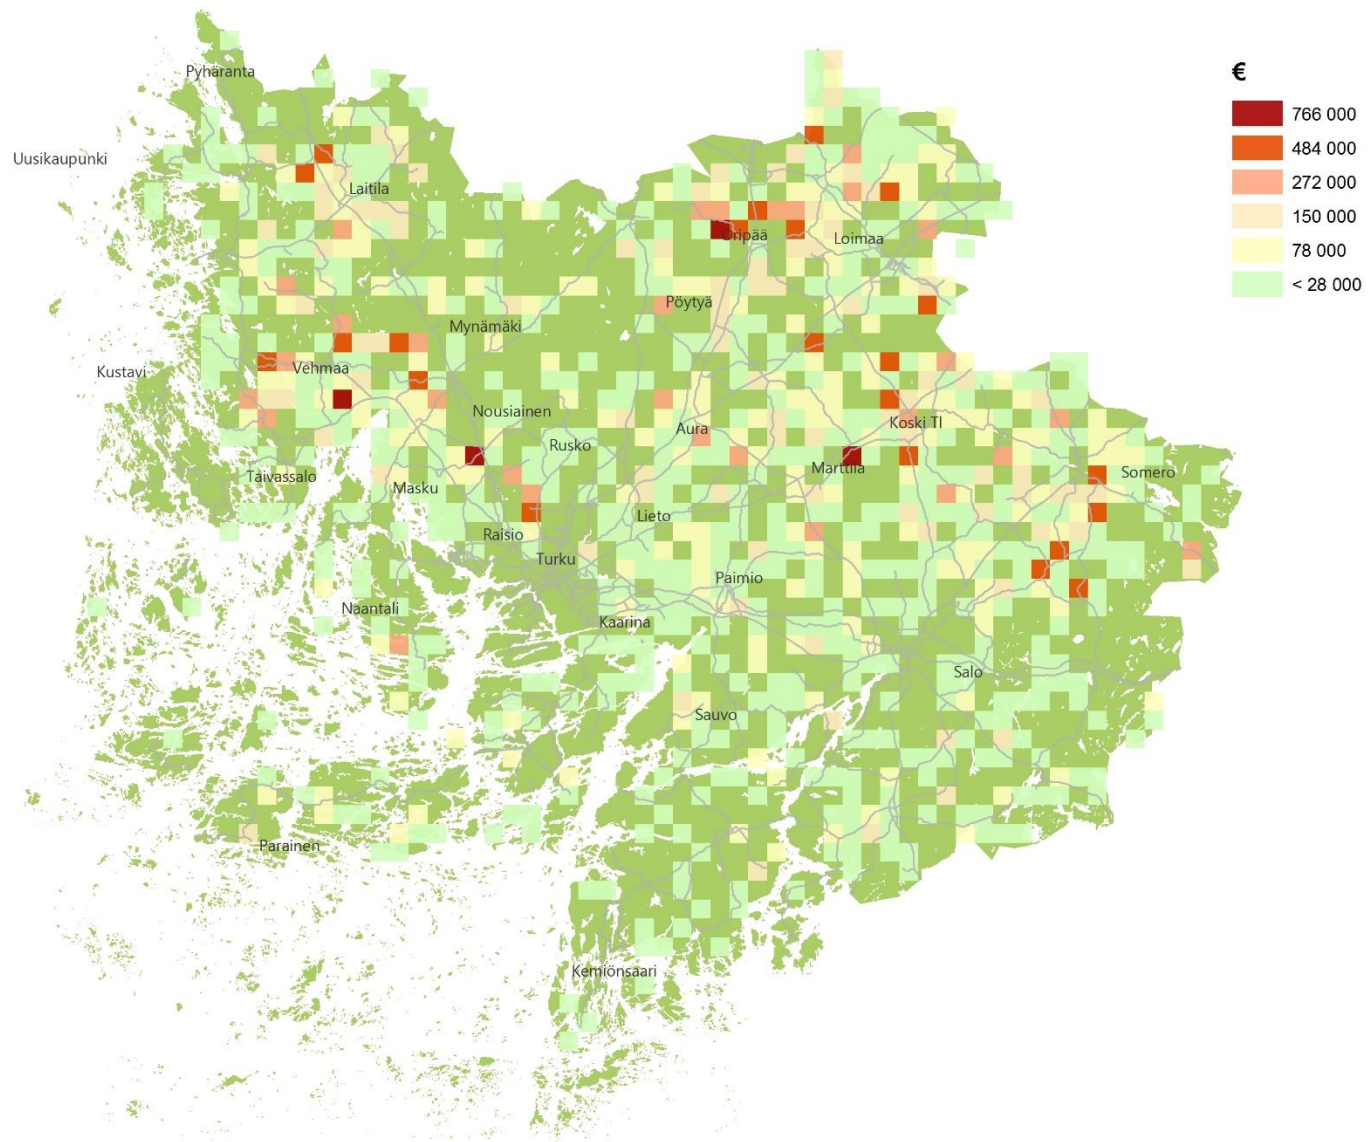 €
Pyhäranta
766 000
484 000
Uusikaupunki
272 000
Laitila
150 000
Oripää
Loimaa
78 000
< 28 000
Pöytyä
Mynämäki
Vehmaa
Kustavi
Nousiainen
Koski Tl
Aura
Rusko
Marttila
Somero
Taivassalo
Masku
Lieto
Raisio
Turku
Paimio
Naantali
Kaarina
Salo
Sauvo
Parainen
Kemiönsaari